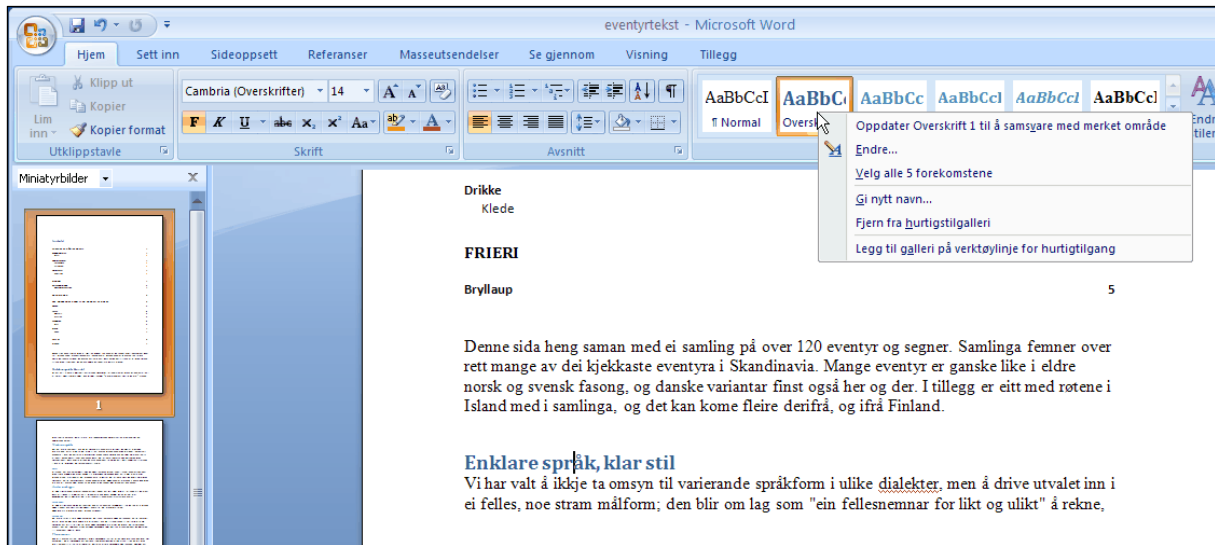 eventyrtekst - Microsoft Word
Hjem Sett inn Sideoppsett Referanser Masseutsendelser Se gjennom Visning Tillegg
Lim inn
Klipp ut
Kopier
Kopier format
Utklippstavle
Cambria (Overskrifter) 14 A A
F K U abe x₂ x² Aa ab A
Skrift
Avsnitt
AaBbCcI AaBbC AaBbCc AaBbCcl AaBbCcl AaBbCcl
¶ Normal
Oppdater Overskrift 1 til å samsvare med merket område
Endre...
Velg alle 5 forekomstene
Gi nytt navn...
Fjern fra hurtigstilgalleri
Legg til galleri på verktøylinje for hurtigtilgang
Miniatyrbilder
1
Drikke
Klede
FRIERI
Bryllaup 5
Denne sida heng saman med ei samling på over 120 eventyr og segner. Samlinga femner over
rett mange av dei kjekkaste eventyra i Skandinavia. Mange eventyr er ganske like i eldre
norsk og svensk fasong, og danske variantar finst også her og der. I tillegg er eitt med røtene i
Island med i samlinga, og det kan kome fleire derifrå, og ifrå Finland.
Enklare språk, klar stil
Vi har valt å ikkje ta omsyn til varierande språkform i ulike dialekter, men å drive utvalet inn i
ei felles, noe stram målform; den blir om lag som "ein fellesnemnar for likt og ulikt" å rekne,